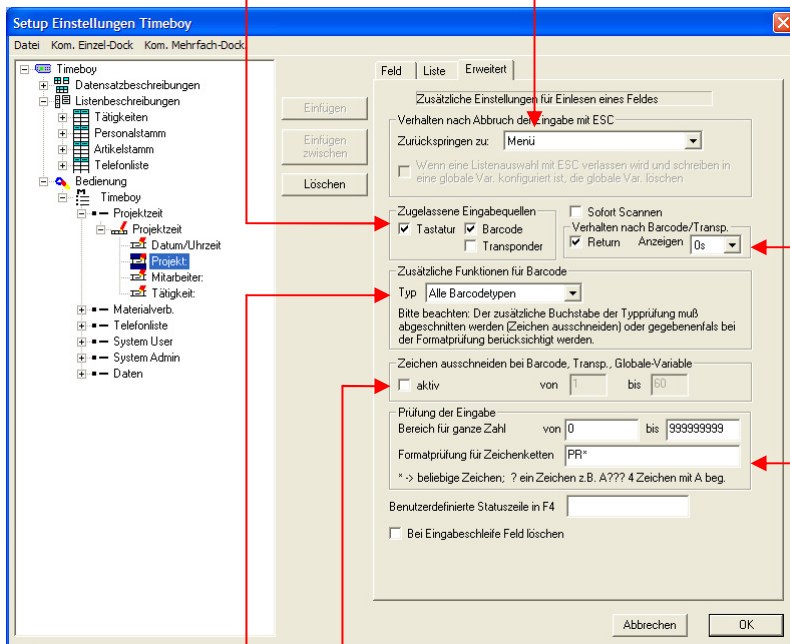 Setup Einstellungen Timeboy
Datei Kom. Einzel-Dock Kom. Mehrfach-Dock
Timeboy
Datensatzbeschreibungen
Listenbeschreibungen
Tätigkeiten
Personalstamm
Artikelstamm
Telefonliste
Bedienung
Timeboy
Projektzeit
Projektzeit
Datum/Uhrzeit
Projekt:
Mitarbeiter:
Tätigkeit:
Materialverb.
Telefonliste
System User
System Admin
Daten
Einfügen
Einfügen
zwischen
Löschen
Feld Liste Erweitert
Zusätzliche Einstellungen für Einlesen eines Feldes
Verhalten nach Abbruch der Eingabe mit ESC
Zurückspringen zu: Menü
Wenn eine Listenauswahl mit ESC verlassen wird und schreiben in
eine globale Var. konfiguriert ist, die globale Var. löschen
Zugelassene Eingabequellen
Tastatur Barcode
Transponder
Sofort Scannen
Verhalten nach Barcode/Transp.
Return Anzeigen 0s
Zusätzliche Funktionen für Barcode
Typ Alle Barcodetypen
Bitte beachten: Der zusätzliche Buchstabe der Typprüfung muß
abgeschnitten werden (Zeichen ausschneiden) oder gegebenenfals bei
der Formatprüfung berücksichtigt werden.
Zeichen ausschneiden bei Barcode, Transp., Globale-Variable
aktiv von 1 bis 60
Prüfung der Eingabe
Bereich für ganze Zahl von 0 bis 999999999
Formatprüfung für Zeichenketten PR*
* -> beliebige Zeichen; ? ein Zeichen z.B. A??? 4 Zeichen mit A beg.
Benutzerdefinierte Statuszeile in F4
Bei Eingabeschleife Feld löschen
Abbrechen OK